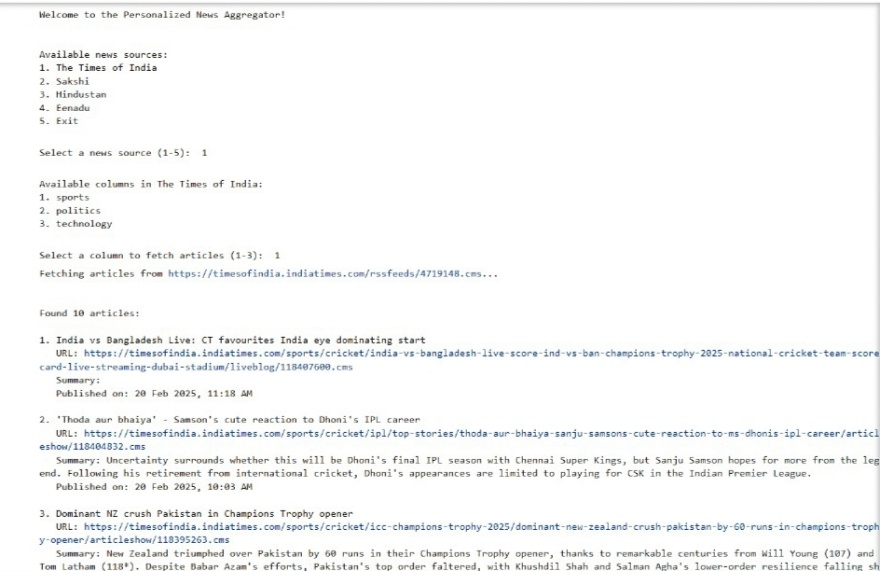 Welcome to the Personalized News Aggregator!
Available news sources:
1. The Times of India
2. Sakshi
3. Hindustan
4. Eenadu
5. Exit
Select a news source (1-5): 1
Available columns in The Times of India:
1. sports
2. politics
3. technology
Select a column to fetch articles (1-3): 1
Fetching articles from https://timesofindia.indiatimes.com/rssfeeds/4719148.cms...
Found 10 articles:
1. India vs Bangladesh Live: CT favourites India eye dominating start
URL: https://timesofindia.indiatimes.com/sports/cricket/india-vs-bangladesh-live-score-ind-vs-ban-champions-trophy-2025-national-cricket-team-score
card-live-streaming-dubai-stadium/liveblog/118407600.cms
Summary:
Published on: 20 Feb 2025, 11:18 AM
2. 'Thoda aur bhaiya' - Samson's cute reaction to Dhoni's IPL career
URL: https://timesofindia.indiatimes.com/sports/cricket/ipl/top-stories/thoda-aur-bhaiya-sanju-samsons-cute-reaction-to-ms-dhonis-ipl-career/articl
eshow/118404832.cms
Summary: Uncertainty surrounds whether this will be Dhoni's final IPL season with Chennai Super Kings, but Sanju Samson hopes for more from the leg
end. Following his retirement from international cricket, Dhoni's appearances are limited to playing for CSK in the Indian Premier League.
Published on: 20 Feb 2025, 10:03 AM
3. Dominant NZ crush Pakistan in Champions Trophy opener
URL: https://timesofindia.indiatimes.com/sports/cricket/icc-champions-trophy-2025/dominant-new-zealand-crush-pakistan-by-60-runs-in-champions-troph
y-opener/articleshow/118395263.cms
Summary: New Zealand triumphed over Pakistan by 60 runs in their Champions Trophy opener, thanks to remarkable centuries from Will Young (107) and
Tom Latham (118*). Despite Babar Azam's efforts, Pakistan's top order faltered, with Khushdil Shah and Salman Agha's lower-order resilience falling sh